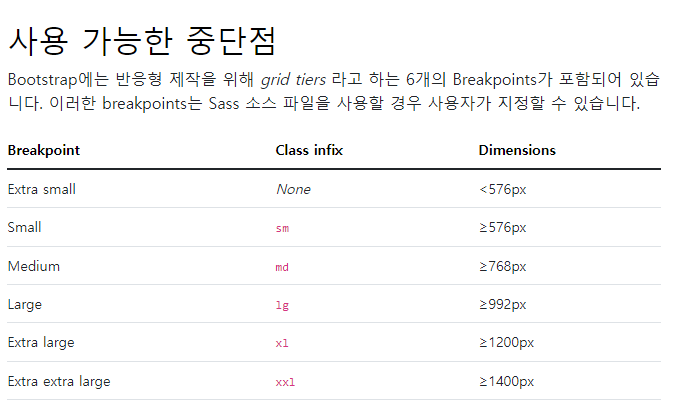 사용 가능한 중단점
Bootstrap에는 반응형 제작을 위해 grid tiers 라고 하는 6개의 Breakpoints가 포함되어 있습
니다. 이러한 breakpoints는 Sass 소스 파일을 사용할 경우 사용자가 지정할 수 있습니다.
Breakpoint Class infix Dimensions
Extra small None <576px
Small sm ≥576px
Medium md ≥768px
Large lg ≥992px
Extra large xl ≥1200px
Extra extra large xxl ≥1400px